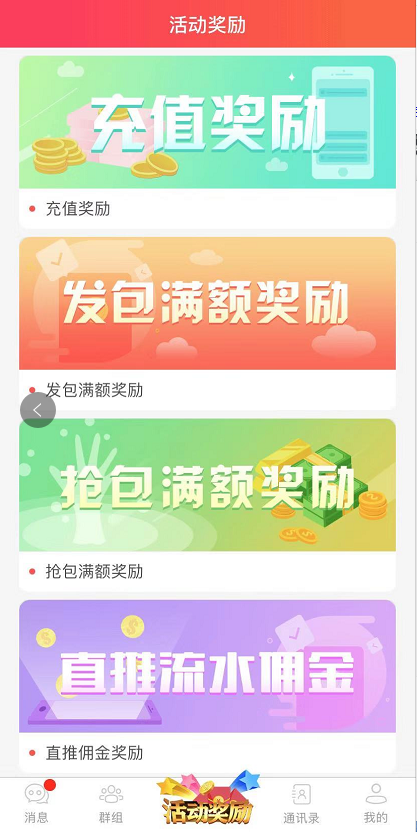 活动奖励
充值奖励
充值奖励
发包满额奖励
发包满额奖励
抢包满额奖励
抢包满额奖励
直推流水佣金
直推佣金奖励
消息
群组
活动奖励
通讯录
我的